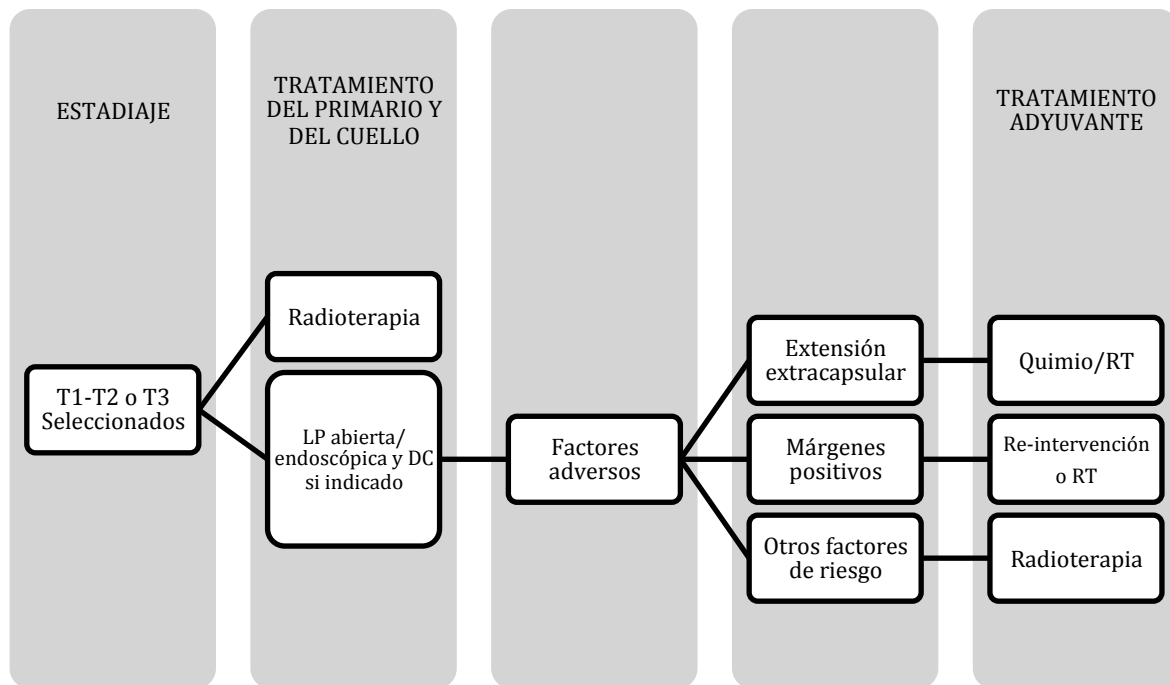 ESTADIAJE
TRATAMIENTO
DEL PRIMARIO Y
DEL CUELLO
TRATAMIENTO
ADYUVANTE
T1-T2 o T3
Seleccionados
Radioterapia
LP abierta/
endoscópica y DC
si indicado
Factores
adversos
Extensión
extracapsular
Márgenes
positivos
Otros factores
de riesgo
Quimio/RT
Re-intervención
o RT
Radioterapia